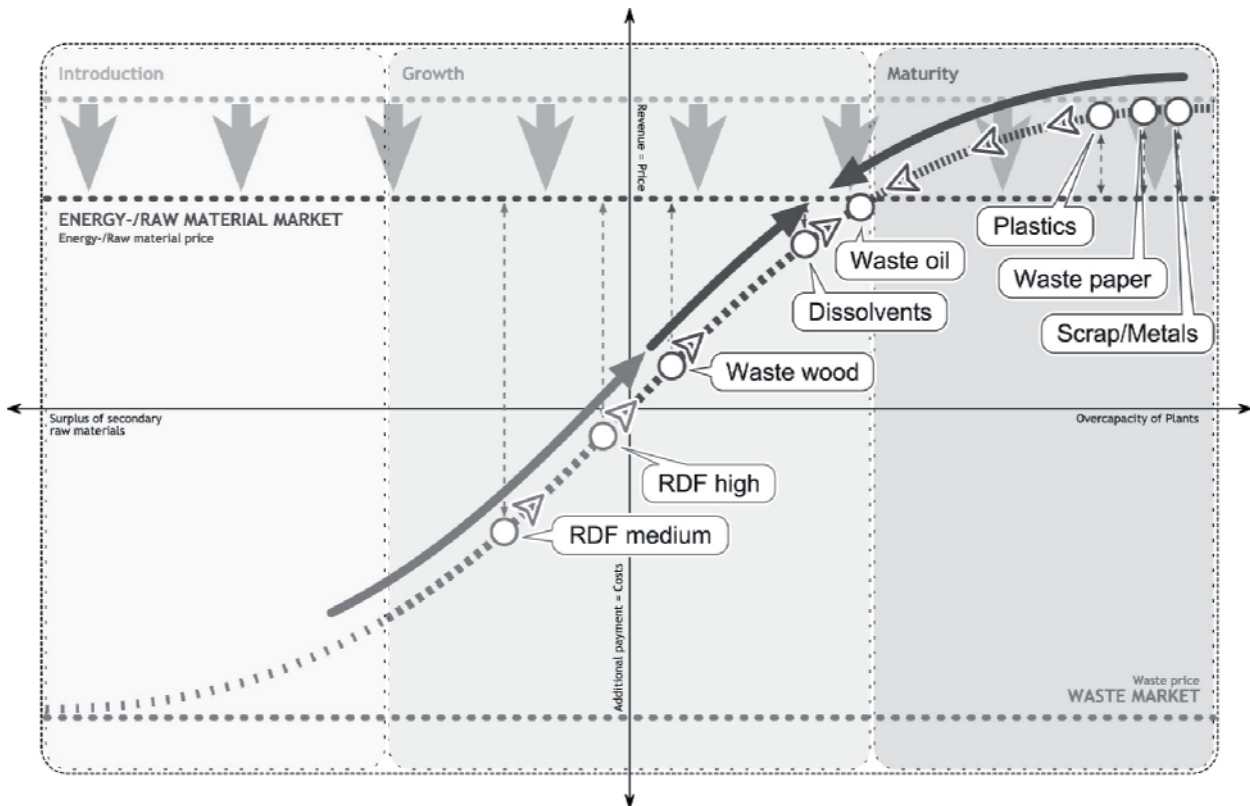 Introduction
Growth
Maturity
Revenue = Price
ENERGY-/RAW MATERIAL MARKET
Energy-/Raw material price
Plastics
Waste oil
Waste paper
Dissolvents
Scrap/Metals
Waste wood
Surplus of secondary
raw materials
Overcapacity of Plants
RDF high
RDF medium
Additional payment = Costs
Waste price
WASTE MARKET